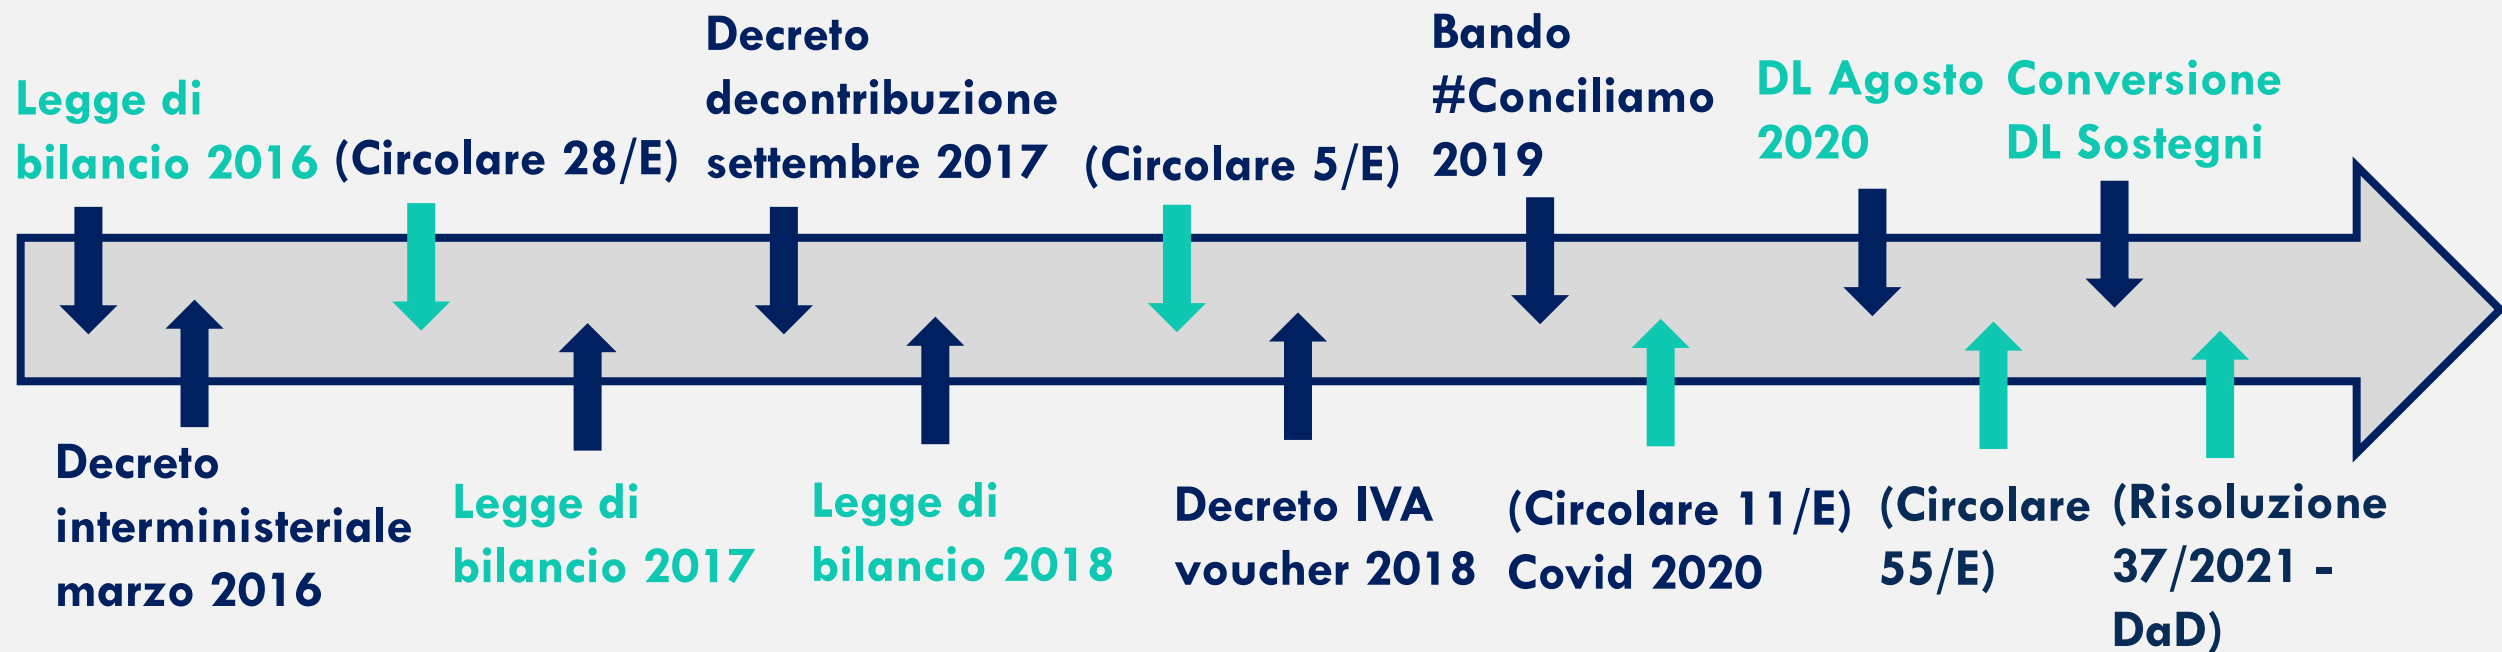 Legge di
bilancio 2016
(Circolare 28/E)
Decreto
decontribuzione
settembre 2017
(Circolare 5/E)
Bando
#Conciliamo
2019
DL Agosto
2020
Conversione
DL Sostegni
Decreto
interministeriale
marzo 2016
Legge di
bilancio 2017
Legge di
bilancio 2018
Decreto IVA
voucher 2018
(Circolare 11/E)
Covid 2020
(Circolare
55/E)
(Risoluzione
37/2021 -
DaD)